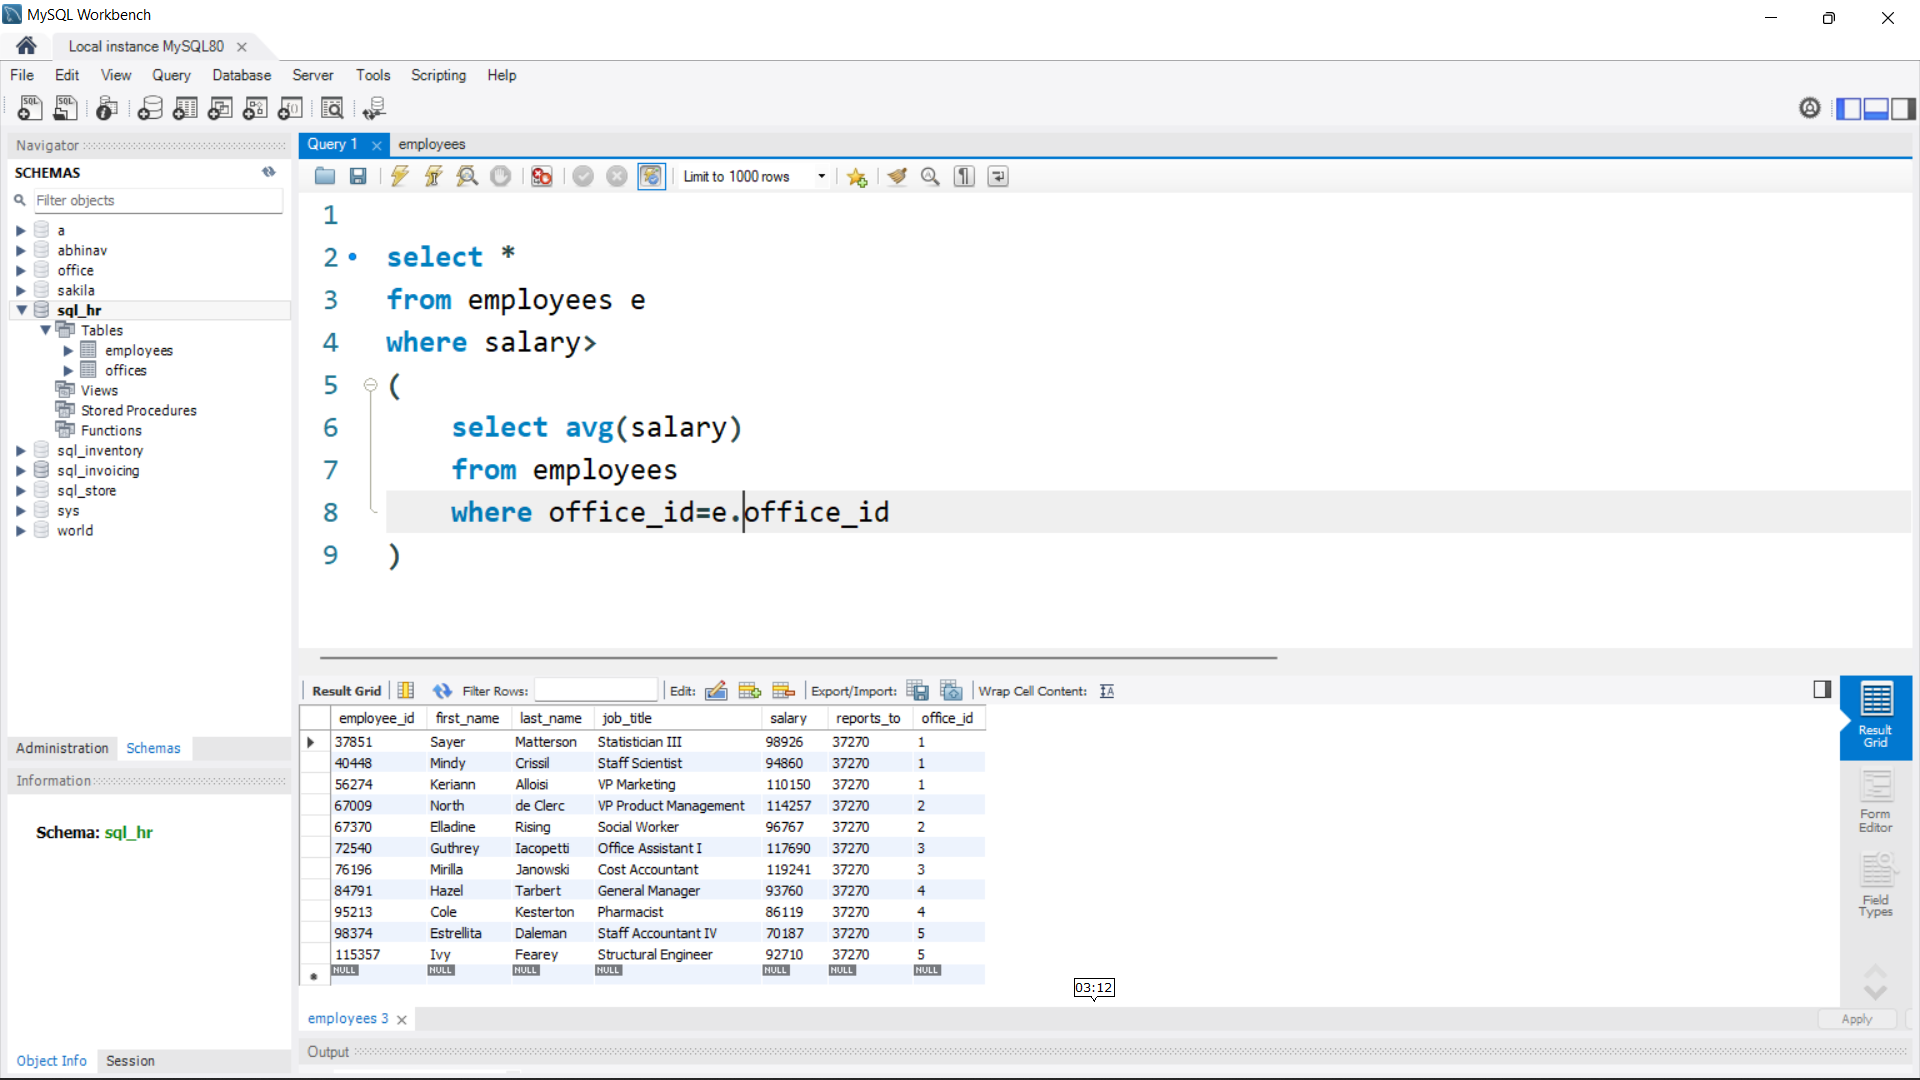 MySQL Workbench
Local instance MySQL80
File Edit View Query Database Server Tools Scripting Help
Navigator
SCHEMAS
Filter objects
a
abhinav
office
sakila
sql_hr
Tables
employees
offices
Views
Stored Procedures
Functions
sql_inventory
sql_invoicing
sql_store
sys
world
Administration Schemas
Information
Schema: sql_hr
Object Info Session
Query 1 employees
Limit to 1000 rows
1
2 select *
3 from employees e
4 where salary>
5 (
6 select avg(salary)
7 from employees
8 where office_id=e.office_id
9 )
Result Grid Filter Rows: Edit: Export/Import: Wrap Cell Content:
employee_id first_name last_name job_title salary reports_to office_id
37851 Sayer Matterson Statistician III 98926 37270 1
40448 Mindy Crissil Staff Scientist 94860 37270 1
56274 Keriann Alloisi VP Marketing 110150 37270 1
67009 North de Clerc VP Product Management 114257 37270 2
67370 Elladine Rising Social Worker 96767 37270 2
72540 Guthrey Iacopetti Office Assistant I 117690 37270 3
76196 Mirilla Janowski Cost Accountant 119241 37270 3
84791 Hazel Tarbert General Manager 93760 37270 4
95213 Cole Kesterton Pharmacist 86119 37270 4
98374 Estrellita Daleman Staff Accountant IV 70187 37270 5
115357 Ivy Fearey Structural Engineer 92710 37270 5
NULL NULL NULL NULL NULL NULL NULL
Result
Grid
Form
Editor
Field
Types
03:12
employees 3
Apply
Output